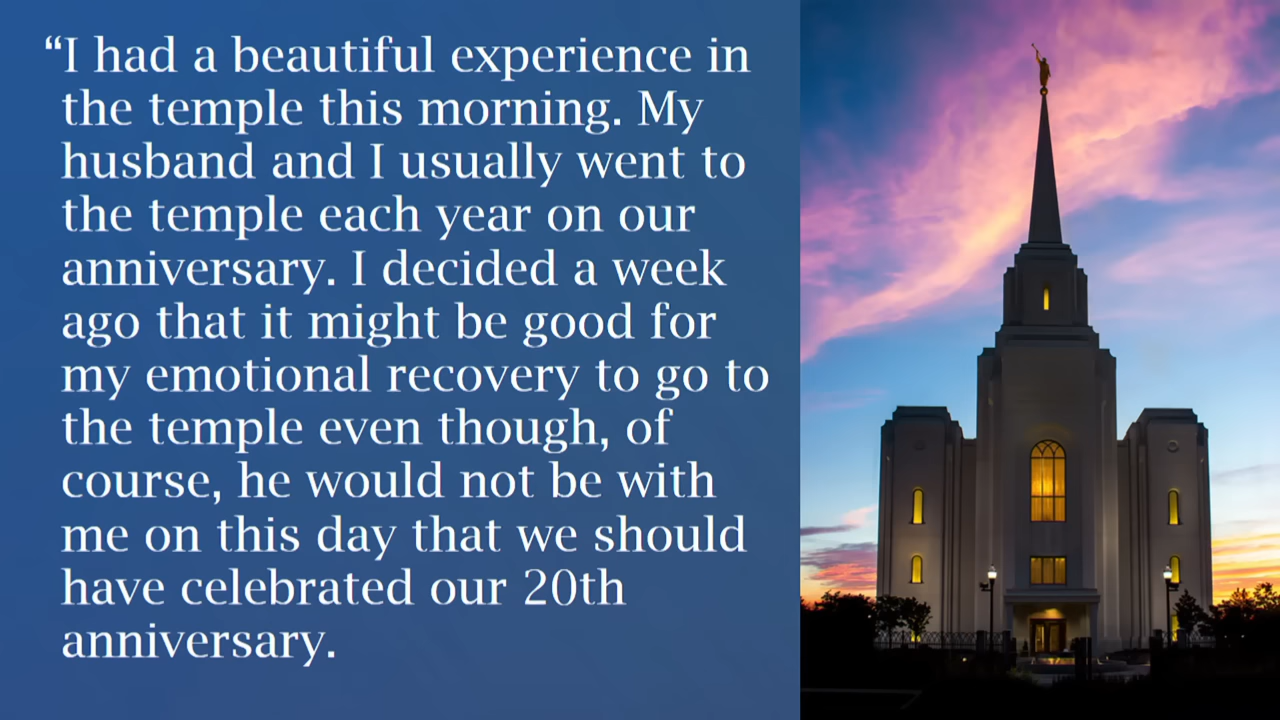 “I had a beautiful experience in
the temple this morning. My
husband and I usually went to
the temple each year on our
anniversary. I decided a week
ago that it might be good for
my emotional recovery to go to
the temple even though, of
course, he would not be with
me on this day that we should
have celebrated our 20th
anniversary.